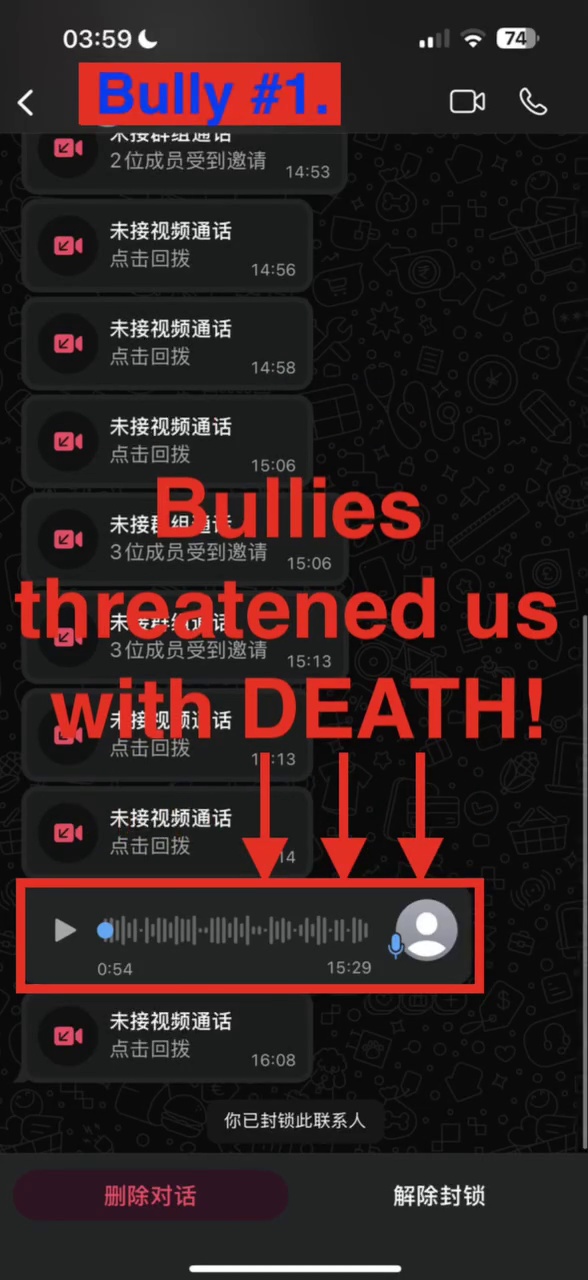 03:59
74
Bully #1.
未接群组通话
2位成员受到邀请
14:53
未接视频通话
点击回拨
14:56
未接视频通话
点击回拨
14:58
未接视频通话
点击回拨
15:06
Bullies
未接群组通话
3位成员受到邀请
15:06
threatened us
未接群组通话
3位成员受到邀请
15:13
with DEATH!
未接视频通话
点击回拨
:13
未接视频通话
点击回拨
14
0:54
15:29
未接视频通话
点击回拨
16:08
你已封锁此联系人
删除对话
解除封锁